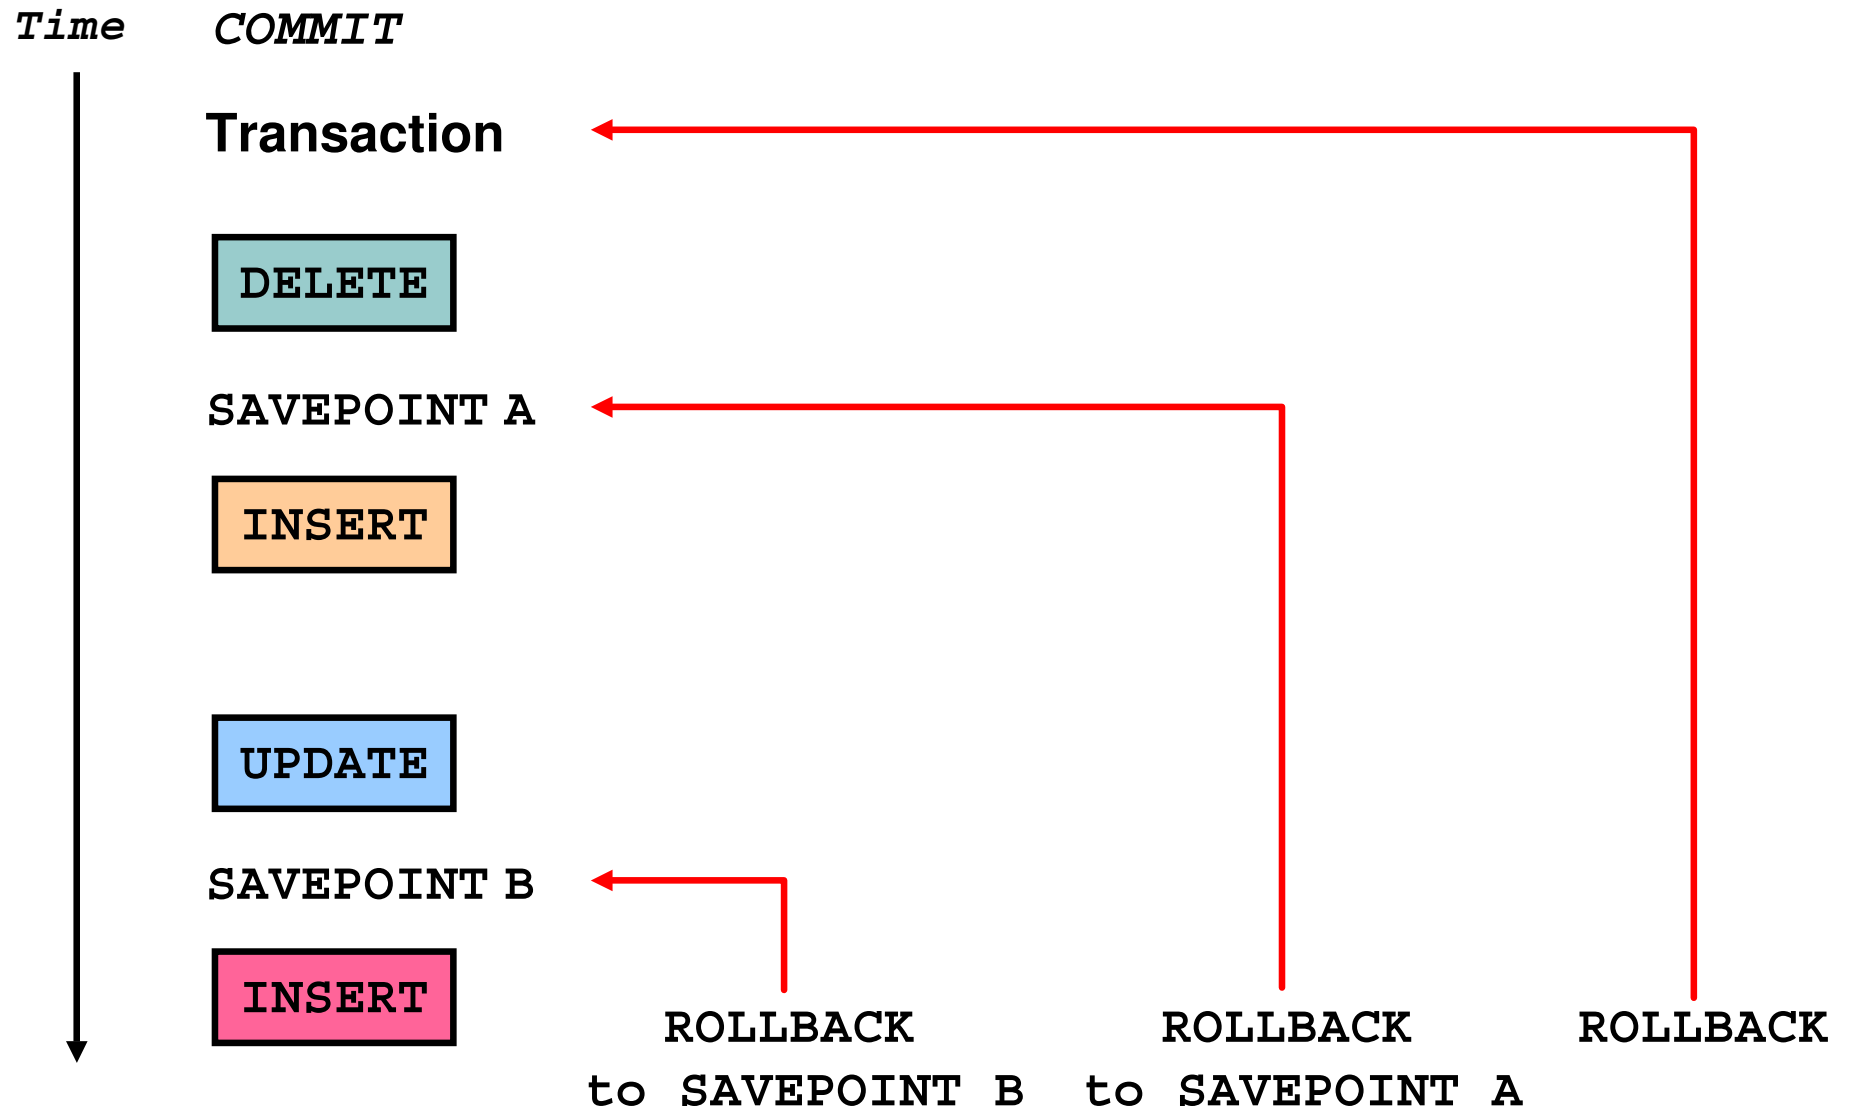 Time COMMIT
Transaction
DELETE
SAVEPOINT A
INSERT
UPDATE
SAVEPOINT B
INSERT
ROLLBACK ROLLBACK ROLLBACK
to SAVEPOINT B to SAVEPOINT A